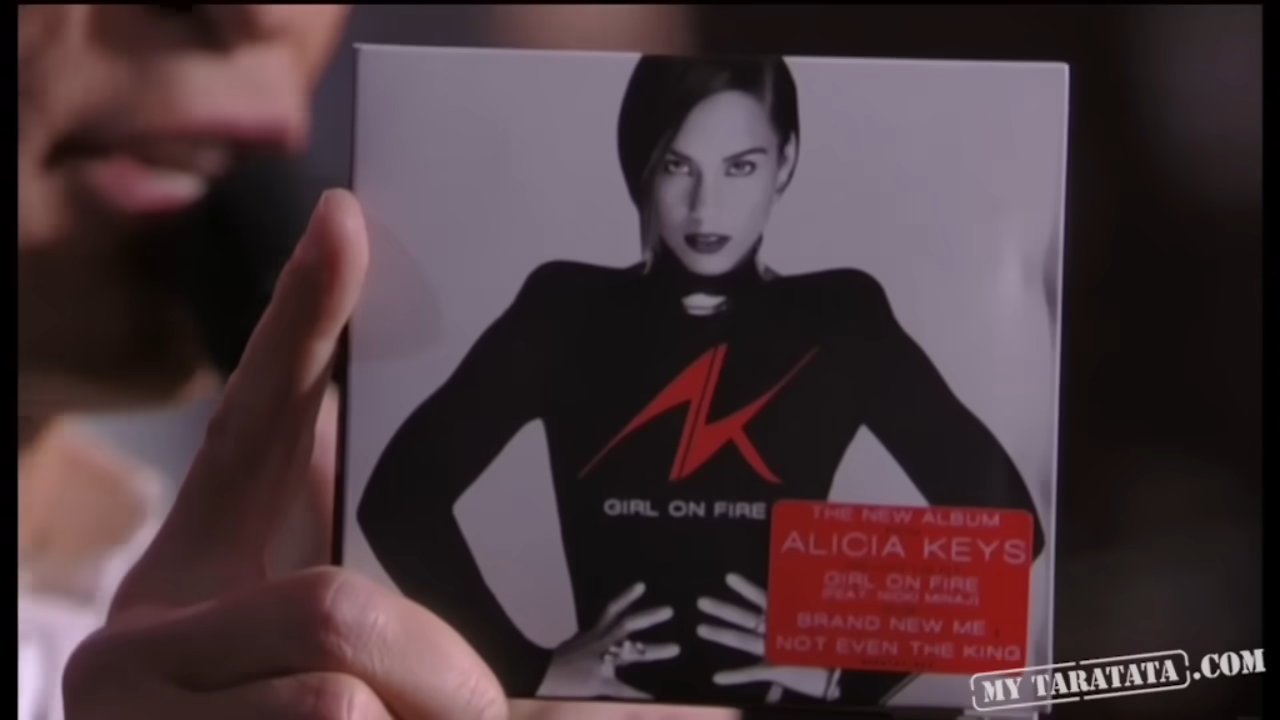 AK
GIRL ON FIRE
THE NEW ALBUM
ALICIA KEYS
GIRL ON FIRE
(FEAT. NICKI MINAJ)
BRAND NEW ME
NOT EVEN THE KING
MY TARATATA.COM